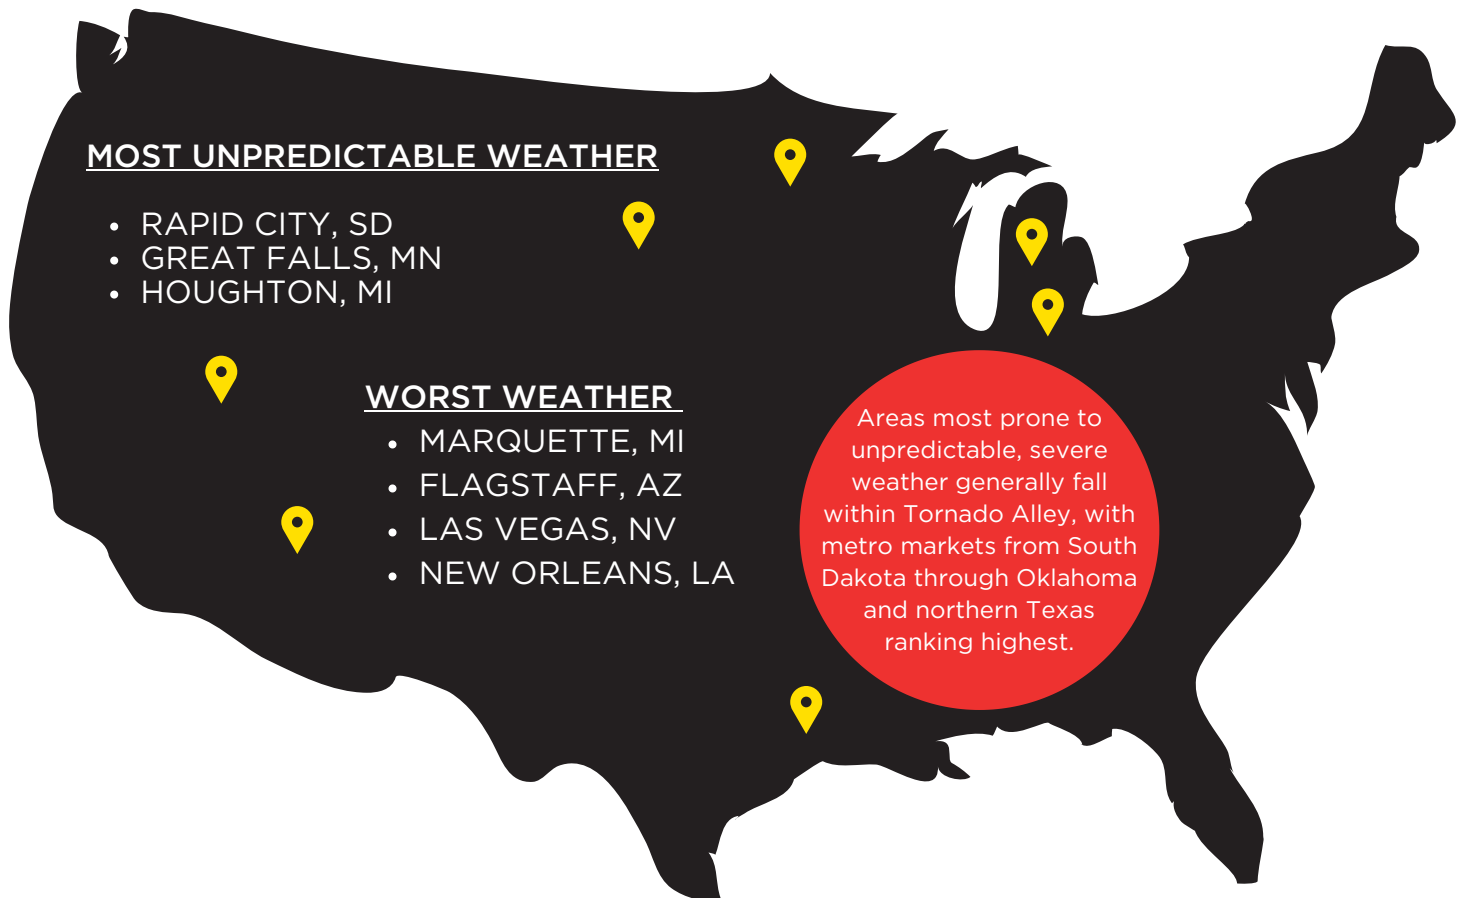 MOST UNPREDICTABLE WEATHER
• RAPID CITY, SD
• GREAT FALLS, MN
• HOUGHTON, MI
WORST WEATHER
• MARQUETTE, MI
• FLAGSTAFF, AZ
• LAS VEGAS, NV
• NEW ORLEANS, LA
Areas most prone to
unpredictable, severe
weather generally fall
within Tornado Alley, with
metro markets from South
Dakota through Oklahoma
and northern Texas
ranking highest.